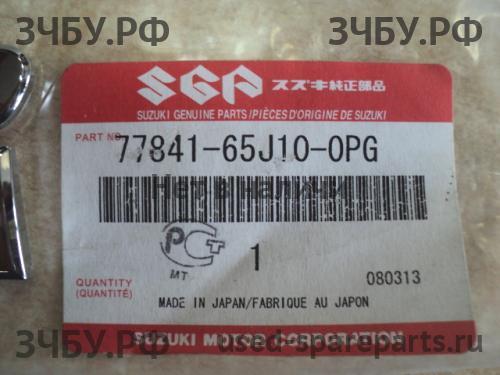 ЗЧБУ.РФ ЗЧБУ.РФ
SGP スズキ純正部品
SUZUKI GENUINE PARTS/PIÈCES D'ORIGINE DE SUZUKI
PART NO.
77841-65J10-0PG
Нет в наличии
РСТ
МТ
1
QUANTITY
(QUANTITÉ)
080313
MADE IN JAPAN/FABRIQUE AU JAPON
ЗЧБУ.РФ ЗЧБУ.РФ
SUZUKI MOTOR CORPORATION
used-spareparts.ru